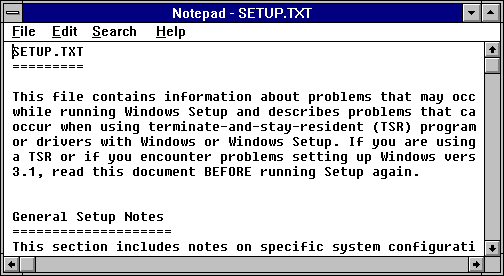 Notepad - SETUP.TXT
File Edit Search Help
SETUP.TXT
=========
This file contains information about problems that may occ
while running Windows Setup and describes problems that ca
occur when using terminate-and-stay-resident (TSR) program
or drivers with Windows or Windows Setup. If you are using
a TSR or if you encounter problems setting up Windows vers
3.1, read this document BEFORE running Setup again.
General Setup Notes
====================
This section includes notes on specific system configurati